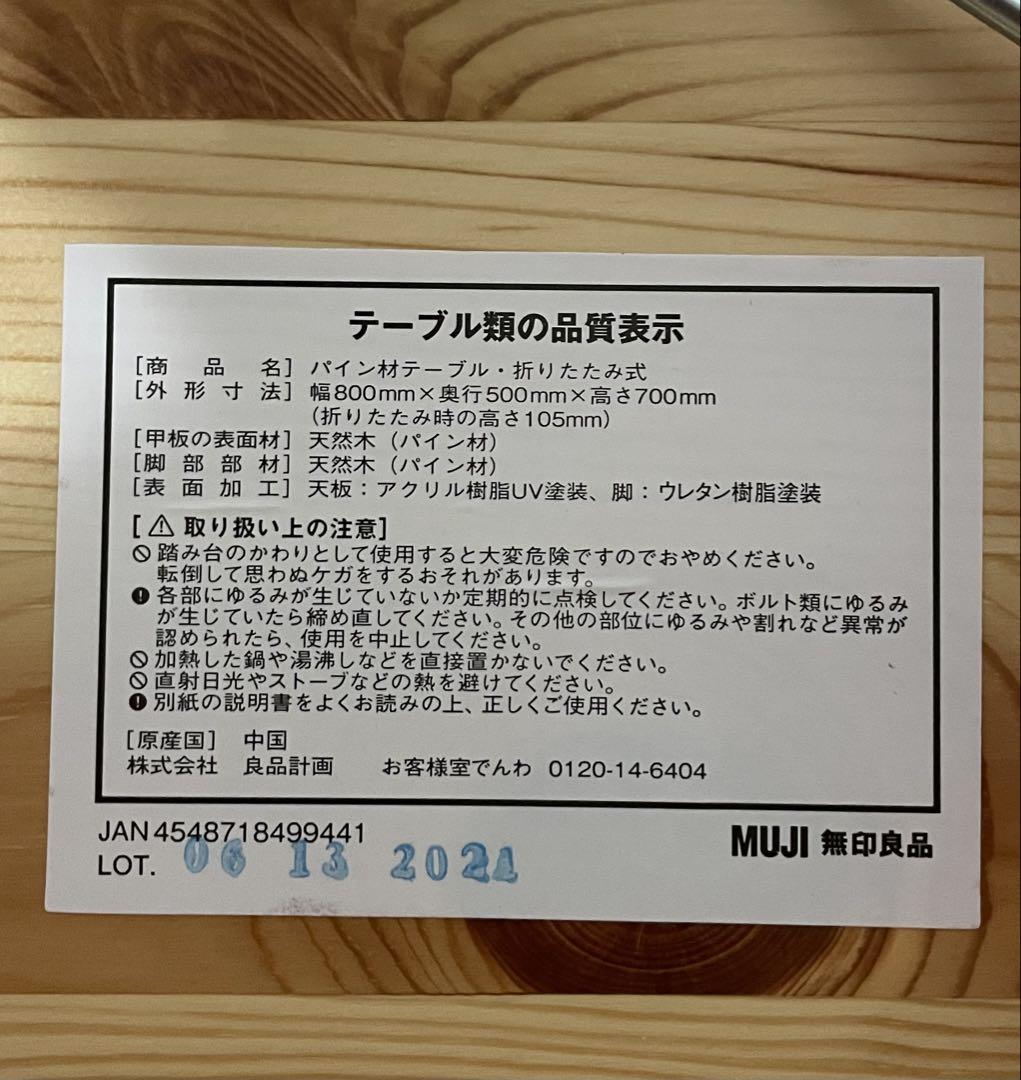 テーブル類の品質表示
[商品名] パイン材テーブル・折りたたみ式
[外形寸法] 幅800mm×奥行500mm×高さ700mm
(折りたたみ時の高さ105mm)
[甲板の表面材] 天然木(パイン材)
[脚部部材] 天然木(パイン材)
[表面加工] 天板:アクリル樹脂UV塗装、脚:ウレタン樹脂塗装
[⚠取り扱い上の注意]
踏み台のかわりとして使用すると大変危険ですのでおやめください。
転倒して思わぬケガをするおそれがあります。
各部にゆるみが生じていないか定期的に点検してください。ボルト類にゆるみ
が生じていたら締め直してください。その他の部位にゆるみや割れなど異常が
認められたら、使用を中止してください。
加熱した鍋や湯沸しなどを直接置かないでください。
直射日光やストーブなどの熱を避けてください。
別紙の説明書をよくお読みの上、正しくご使用ください。
[原産国] 中国
株式会社 良品計画 お客様室でんわ 0120-14-6404
JAN 4548718499441
LOT. 06 13 2021
MUJI 無印良品